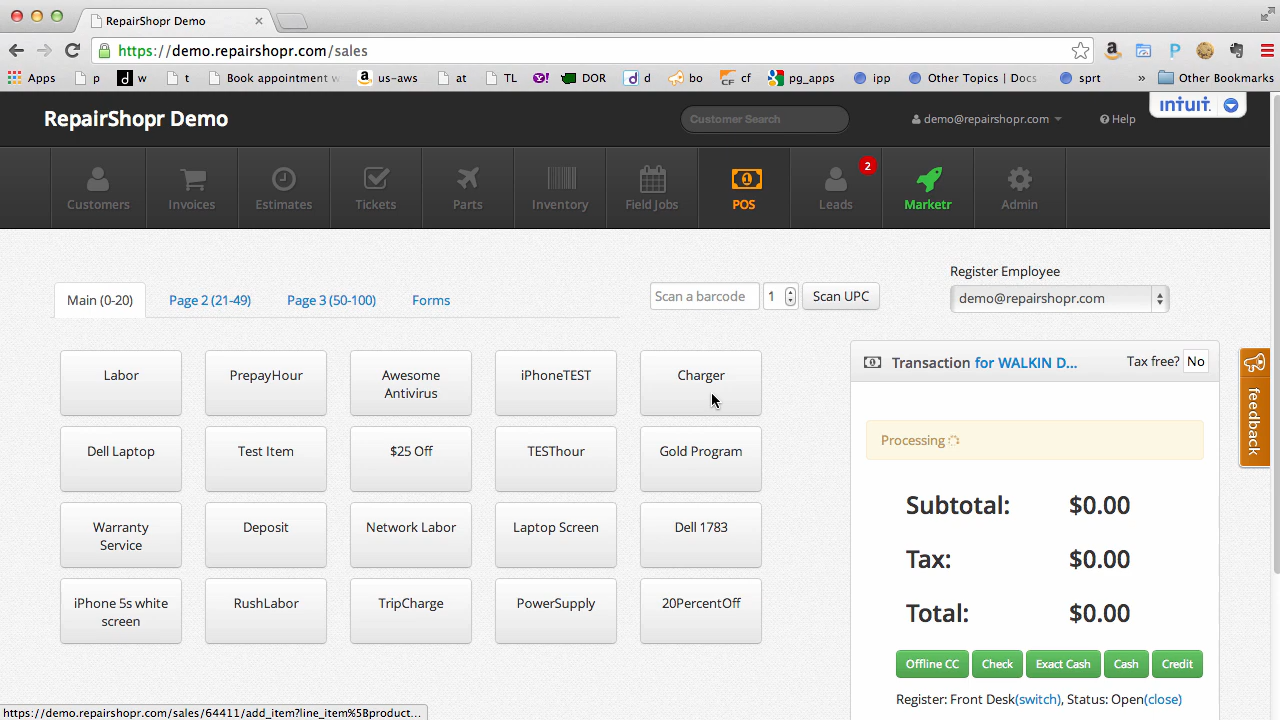 RepairShopr Demo
https://demo.repairshopr.com/sales
Apps p w t Book appointment w us-aws at TL DOR d bo cf pg_apps ipp Other Topics | Docs sprt » Other Bookmarks
RepairShopr Demo
Customer Search
demo@repairshopr.com
Help
intuit.
Customers
Invoices
Estimates
Tickets
Parts
Inventory
Field Jobs
POS
Leads
2
Marketr
Admin
Main (0-20)
Page 2 (21-49)
Page 3 (50-100)
Forms
Scan a barcode
1
Scan UPC
Register Employee
demo@repairshopr.com
Labor
PrepayHour
Awesome
Antivirus
iPhoneTEST
Charger
Dell Laptop
Test Item
$25 Off
TESThour
Gold Program
Warranty
Service
Deposit
Network Labor
Laptop Screen
Dell 1783
iPhone 5s white
screen
RushLabor
TripCharge
PowerSupply
20PercentOff
Transaction for WALKIN D...
Tax free? No
Processing
Subtotal: $0.00
Tax: $0.00
Total: $0.00
Offline CC
Check
Exact Cash
Cash
Credit
Register: Front Desk(switch), Status: Open(close)
feedback
https://demo.repairshopr.com/sales/64411/add_item?line_item%5Bproduct...